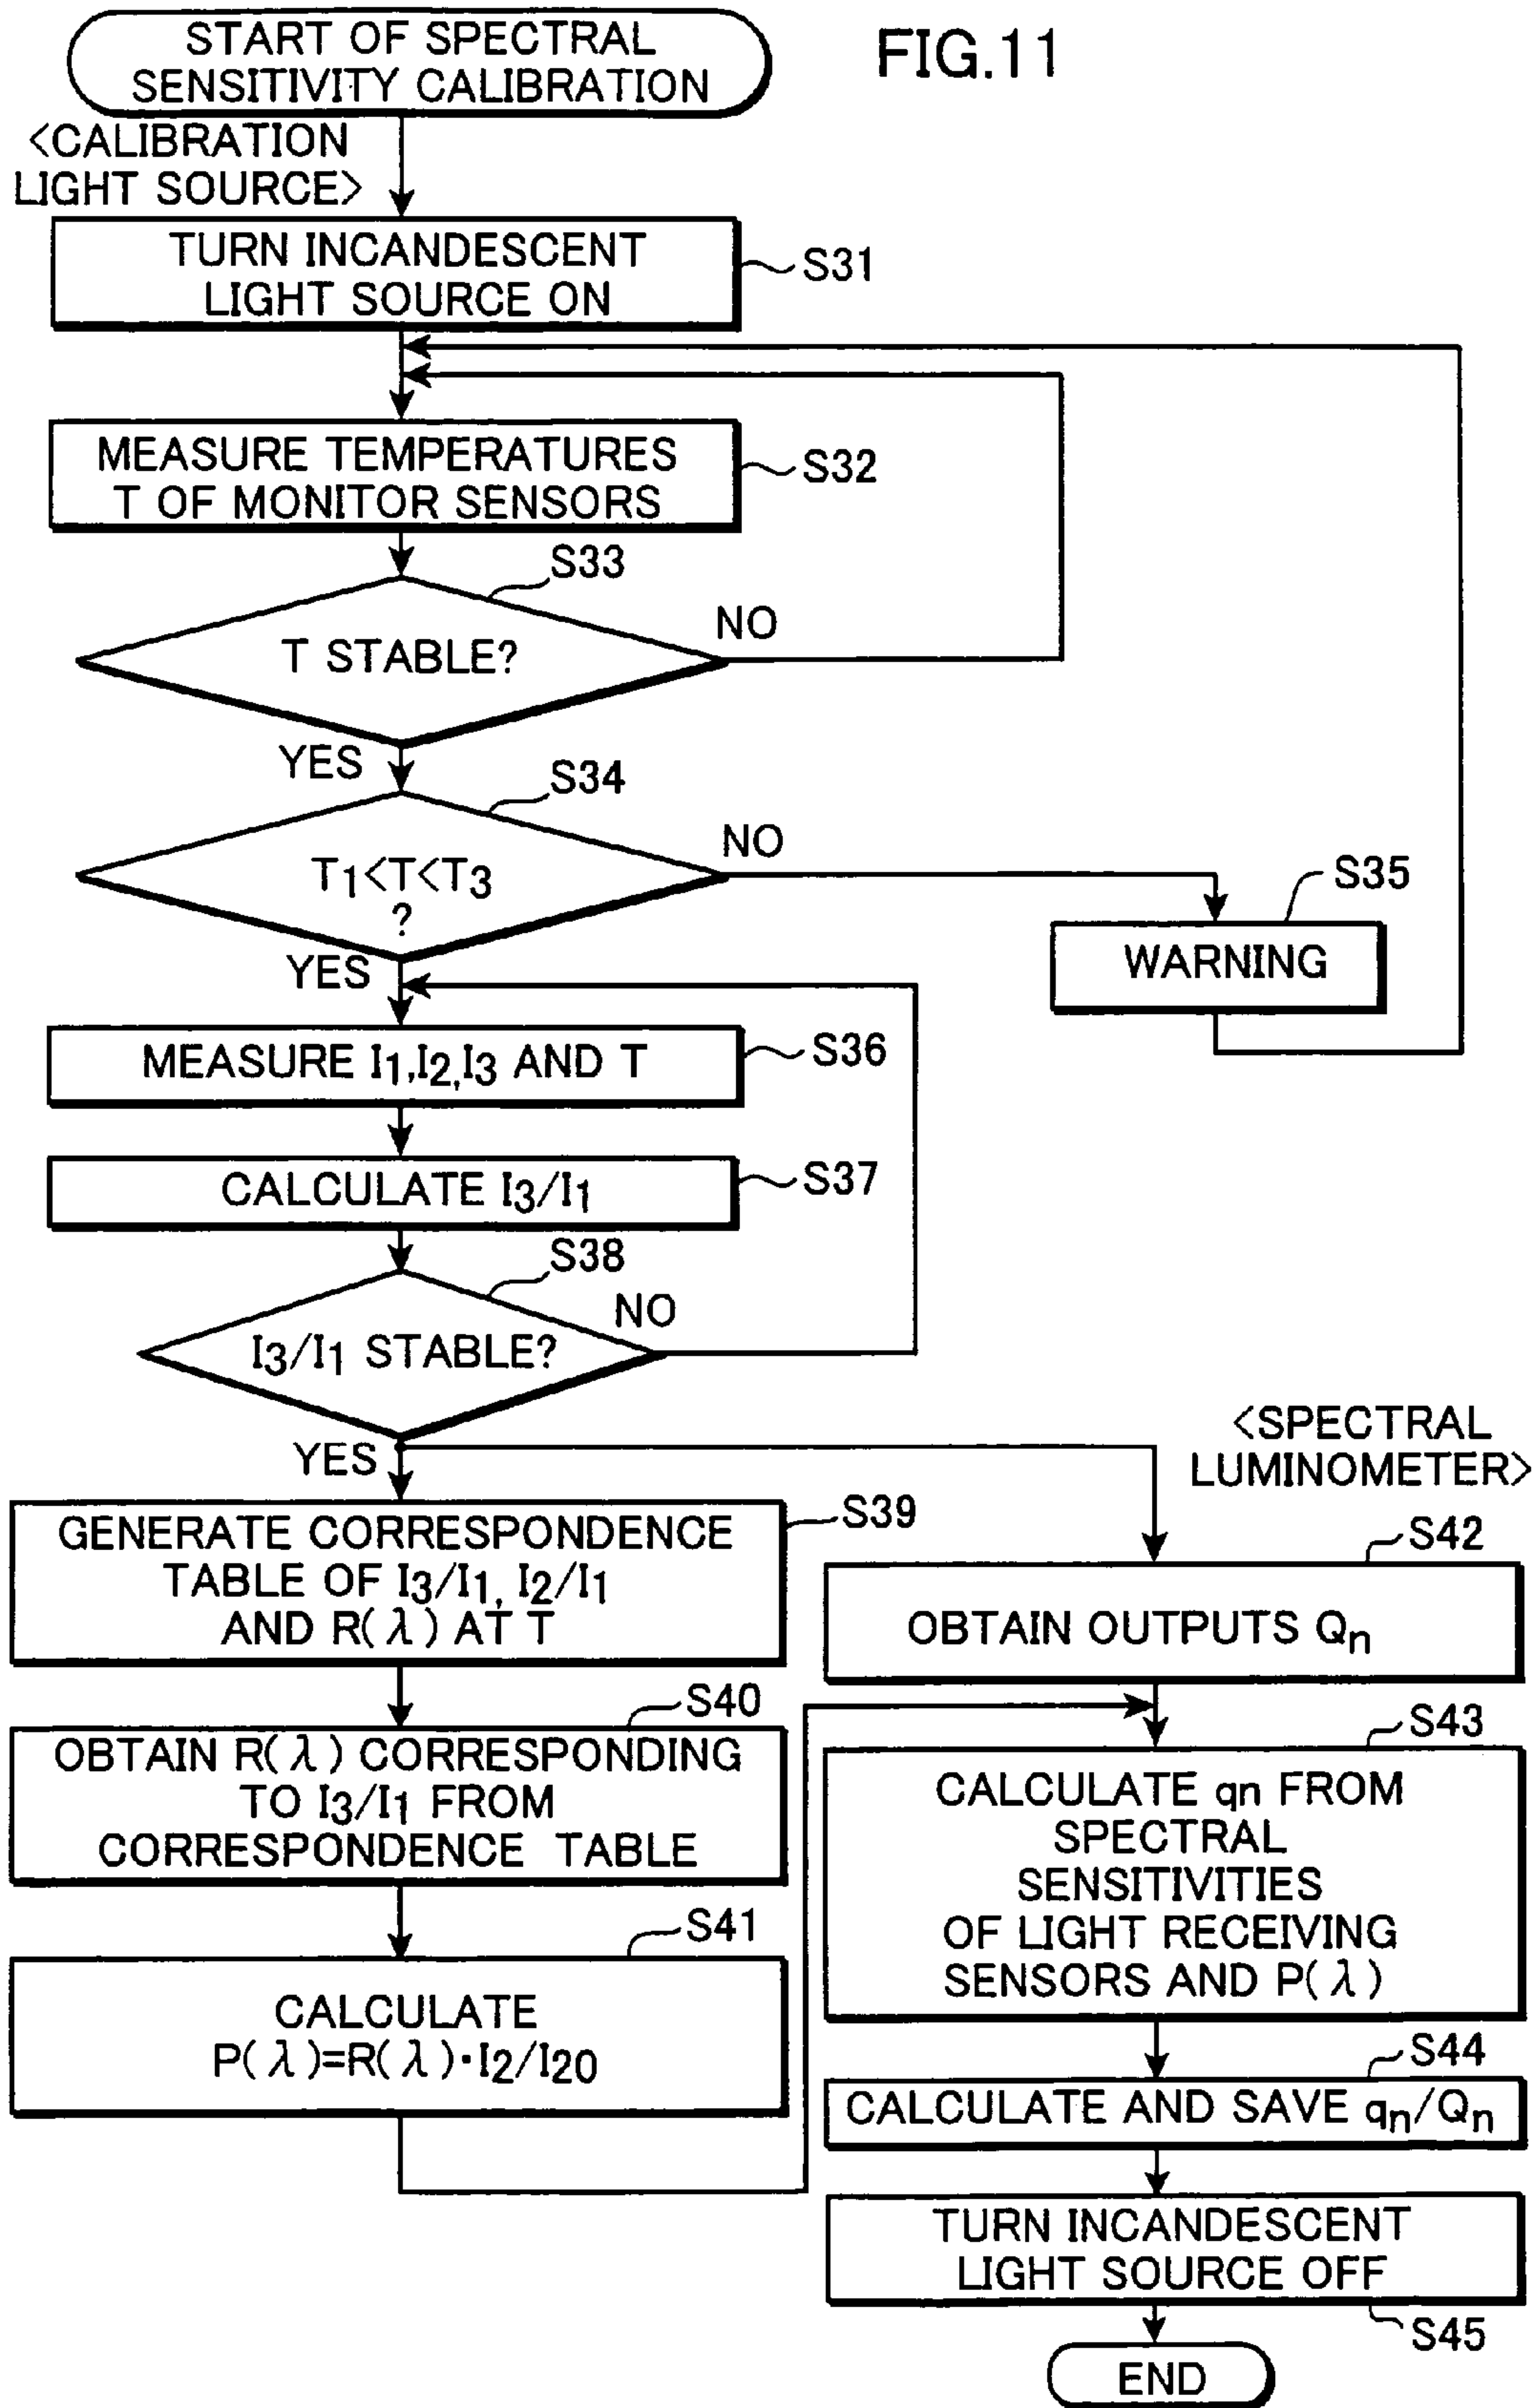 START OF SPECTRAL
SENSITIVITY CALIBRATION
FIG.11
<CALIBRATION
LIGHT SOURCE>
TURN INCANDESCENT
LIGHT SOURCE ON
S31
MEASURE TEMPERATURES
T OF MONITOR SENSORS
S32
S33
T STABLE?
NO
YES
S34
T1<T<T3
?
NO
S35
WARNING
YES
MEASURE I1,I2,I3 AND T
S36
CALCULATE I3/I1
S37
S38
I3/I1 STABLE?
NO
YES
<SPECTRAL
LUMINOMETER>
S39
GENERATE CORRESPONDENCE
TABLE OF I3/I1, I2/I1
AND R(λ) AT T
S40
OBTAIN R(λ) CORRESPONDING
TO I3/I1 FROM
CORRESPONDENCE TABLE
S41
CALCULATE
P(λ)=R(λ)・I2/I20
S42
OBTAIN OUTPUTS Qn
S43
CALCULATE qn FROM
SPECTRAL
SENSITIVITIES
OF LIGHT RECEIVING
SENSORS AND P(λ)
S44
CALCULATE AND SAVE qn/Qn
TURN INCANDESCENT
LIGHT SOURCE OFF
S45
END